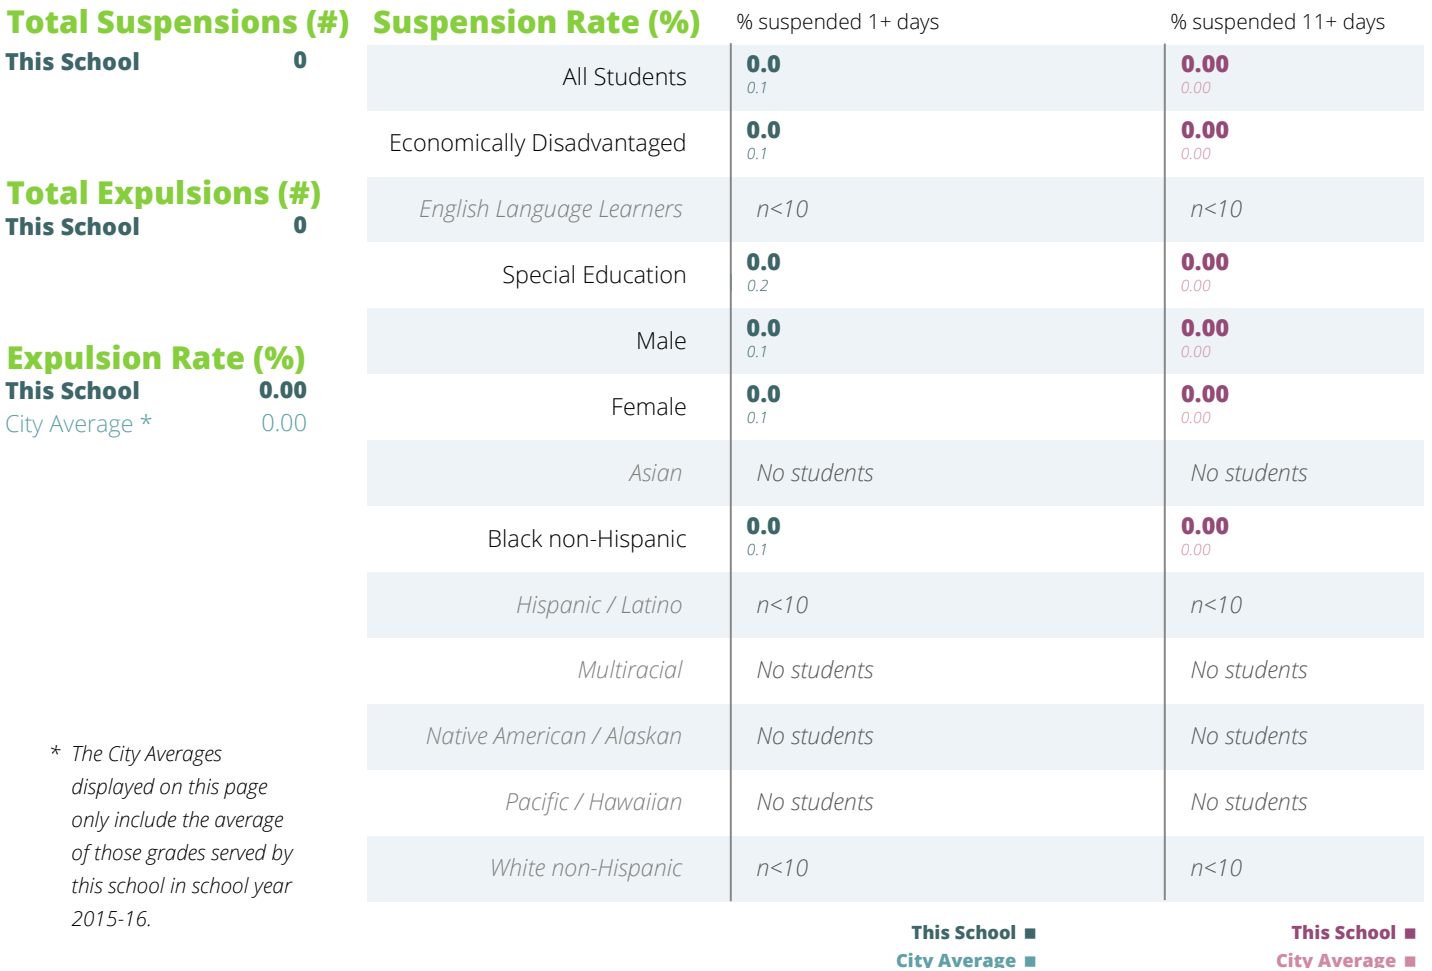 Total Suspensions (#)
This School 0
Total Expulsions (#)
This School 0
Expulsion Rate (%)
This School 0.00
City Average * 0.00
* The City Averages
displayed on this page
only include the average
of those grades served by
this school in school year
2015-16.
Suspension Rate (%) % suspended 1+ days % suspended 11+ days
All Students 0.0 0.00
0.1 0.00
Economically Disadvantaged 0.0 0.00
0.1 0.00
English Language Learners n<10 n<10
Special Education 0.0 0.00
0.2 0.00
Male 0.0 0.00
0.1 0.00
Female 0.0 0.00
0.1 0.00
Asian No students No students
Black non-Hispanic 0.0 0.00
0.1 0.00
Hispanic / Latino n<10 n<10
Multiracial No students No students
Native American / Alaskan No students No students
Pacific / Hawaiian No students No students
White non-Hispanic n<10 n<10
This School This School
City Average City Average